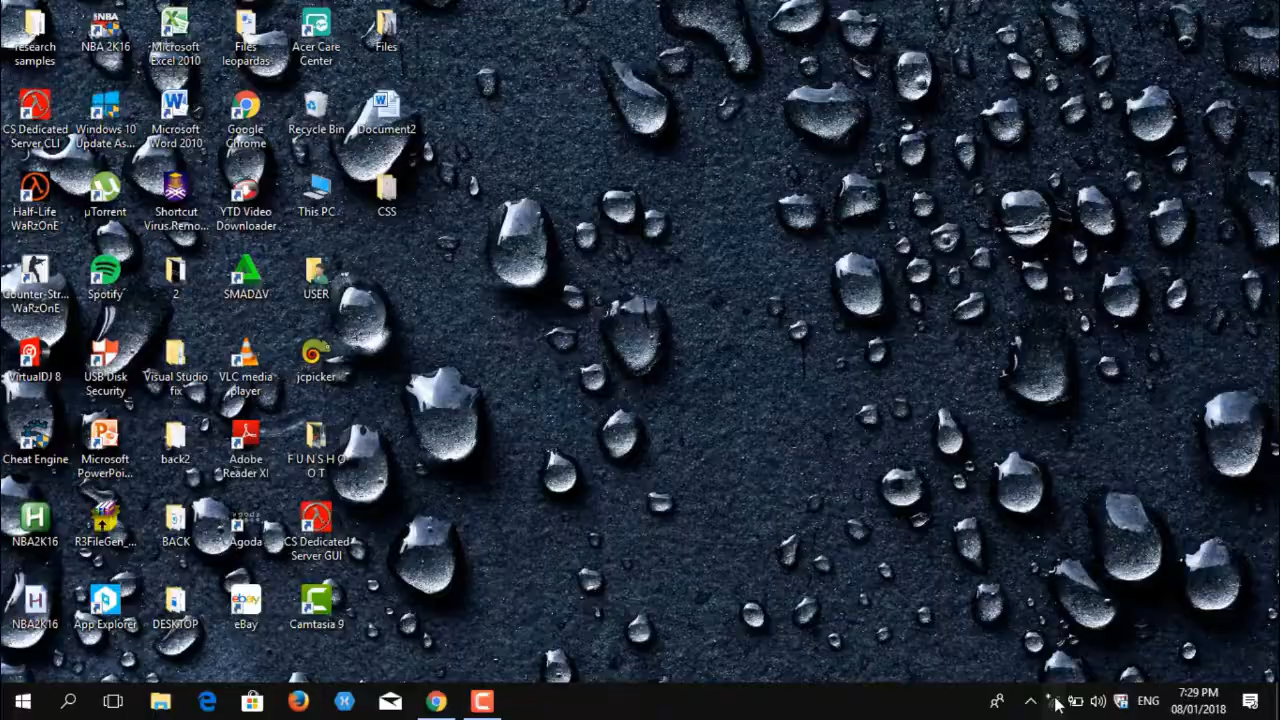 research
samples
NBA 2K16
Microsoft
Excel 2010
Files
leopardas
Acer Care
Center
Files
CS Dedicated
Server CLI
Windows 10
Update As...
Microsoft
Word 2010
Google
Chrome
Recycle Bin
Document2
Half-Life
WaRzOnE
µTorrent
Shortcut
Virus.Remo...
YTD Video
Downloader
This PC
CSS
Counter-Str...
WaRzOnE
Spotify
2
SMADΔV
USER
VirtualDJ 8
USB Disk
Security
Visual Studio
fix
VLC media
player
jcpicker
Cheat Engine
Microsoft
PowerPoi...
back2
Adobe
Reader XI
F U N S H O
O T
NBA2K16
R3FileGen_...
BACK
Agoda
CS Dedicated
Server GUI
NBA2K16
App Explorer
DESKTOP
eBay
Camtasia 9
ENG
7:29 PM
08/01/2018